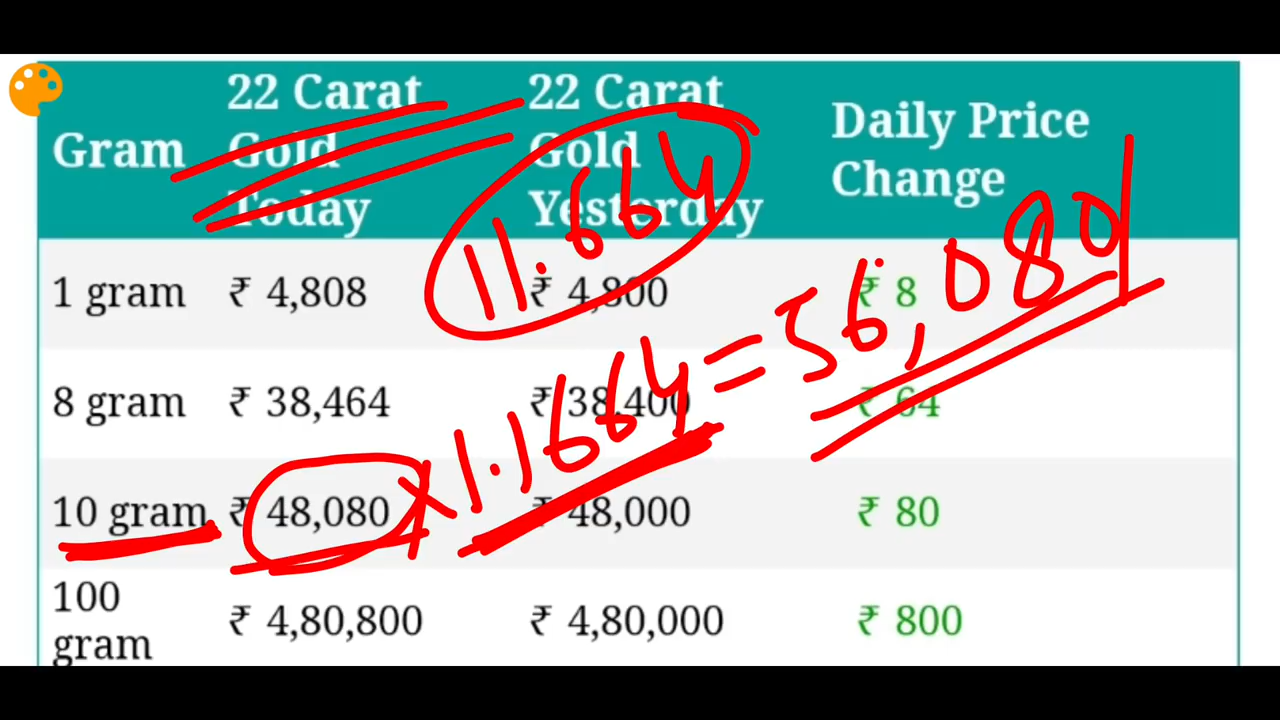 Gram 22 Carat Gold Today 22 Carat Gold Yesterday Daily Price Change
11.664
1 gram ₹ 4,808 ₹ 4,800 ₹ 8
× 1.1664 = 56,080/
8 gram ₹ 38,464 ₹ 38,400 ₹ 64
10 gram ₹ 48,080 ₹ 48,000 ₹ 80
100 gram ₹ 4,80,800 ₹ 4,80,000 ₹ 800